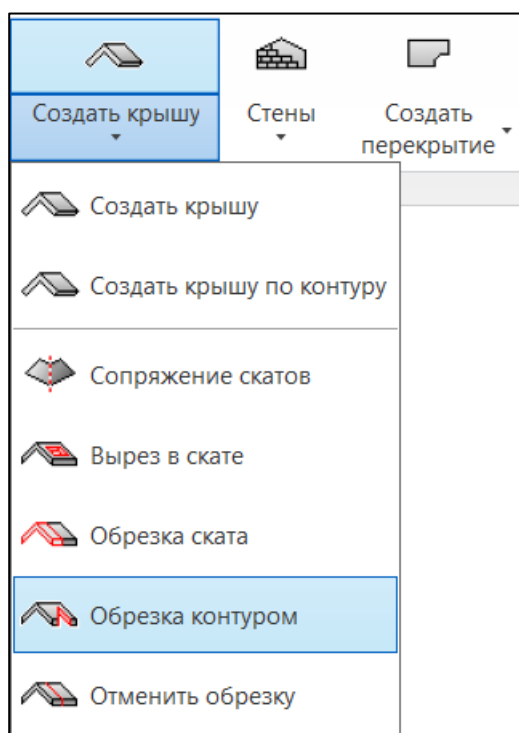 Создать крышу
Стены
Создать
перекрытие
Создать крышу
Создать крышу по контуру
Сопряжение скатов
Вырез в скате
Обрезка ската
Обрезка контуром
Отменить обрезку